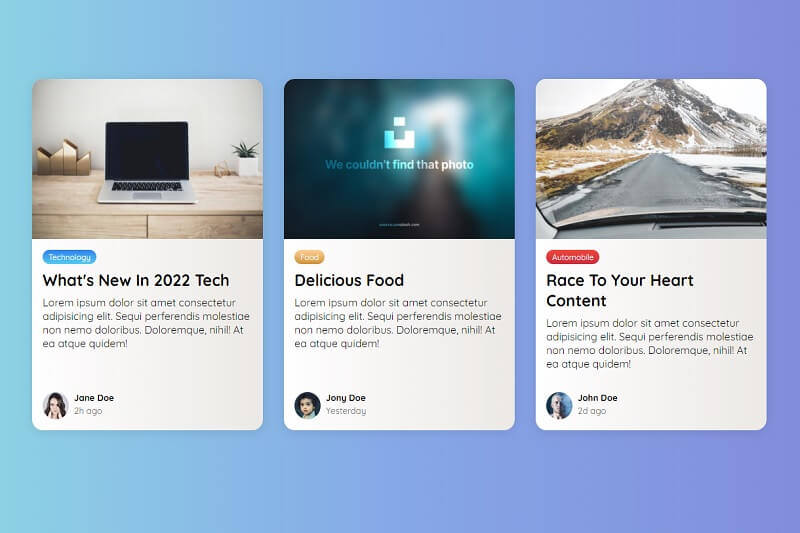 Technology
What's New In 2022 Tech
Lorem ipsum dolor sit amet consectetur
adipisicing elit. Sequi perferendis molestiae
non nemo doloribus. Doloremque, nihil! At
ea atque quidem!
Jane Doe
2h ago
We couldn't find that photo
source.unsplash.com
Food
Delicious Food
Lorem ipsum dolor sit amet consectetur
adipisicing elit. Sequi perferendis molestiae
non nemo doloribus. Doloremque, nihil! At
ea atque quidem!
Jony Doe
Yesterday
Automobile
Race To Your Heart
Content
Lorem ipsum dolor sit amet consectetur
adipisicing elit. Sequi perferendis molestiae
non nemo doloribus. Doloremque, nihil! At
ea atque quidem!
John Doe
2d ago